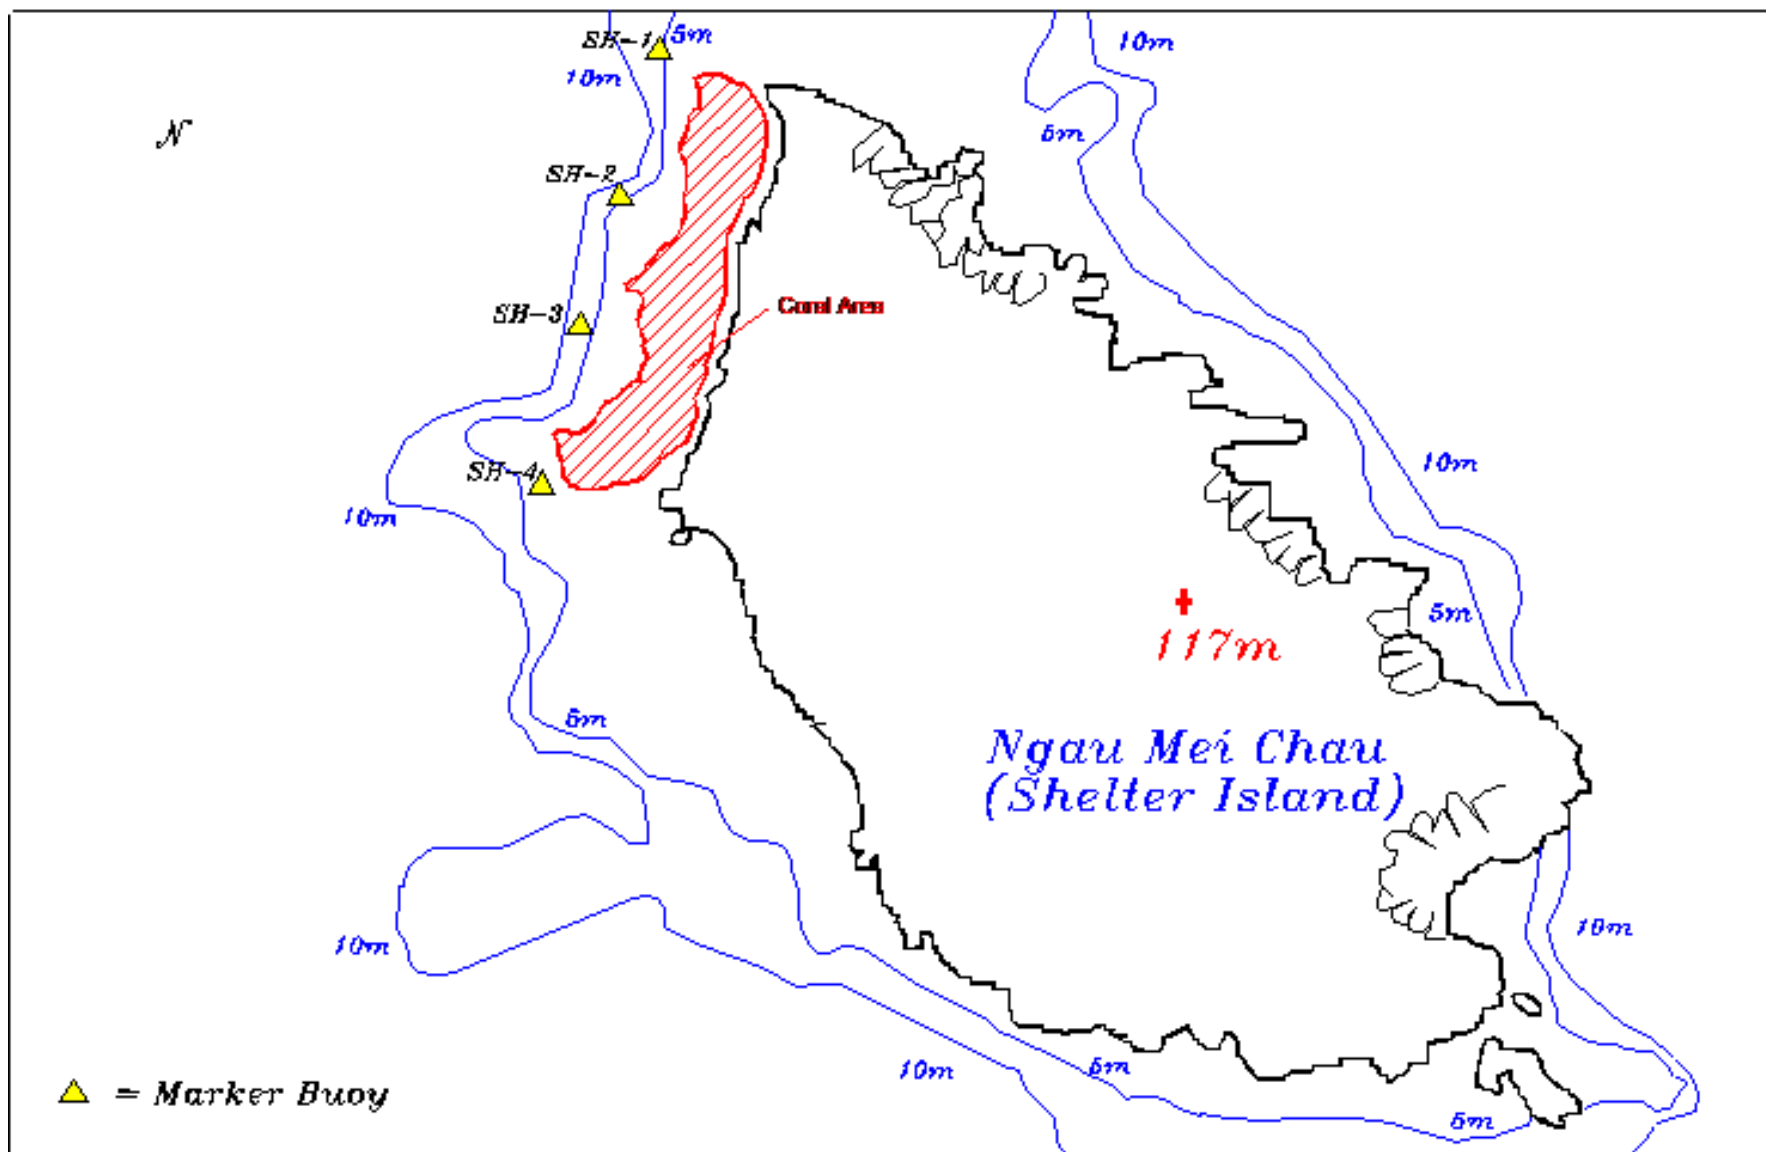 SH-1
5m
10m
10m
N
5m
SH-2
Coral Area
SH-3
SH-4
10m
10m
117m
5m
5m
Ngau Mei Chau
(Shelter Island)
10m
10m
10m
5m
= Marker Buoy
5m